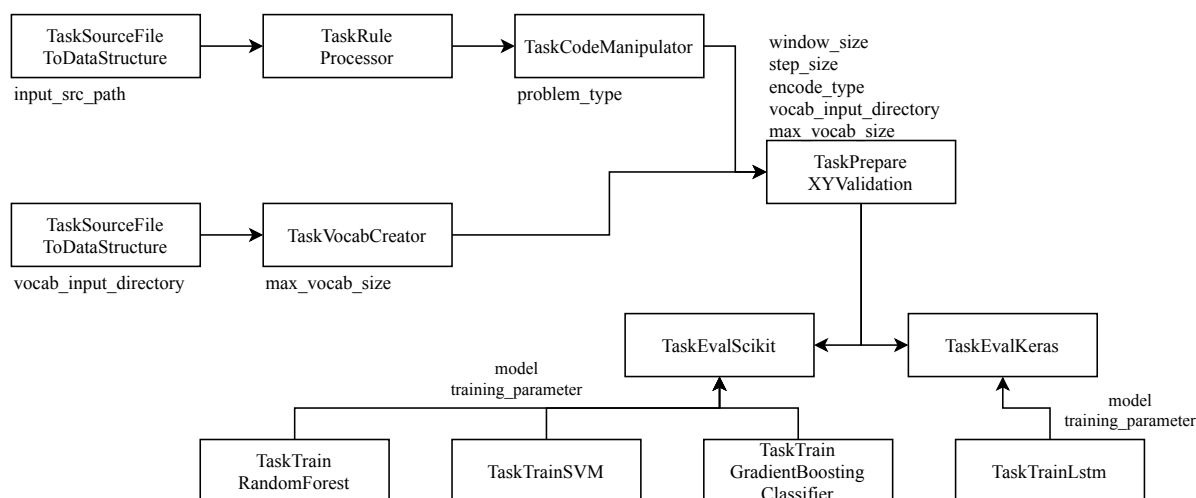 TaskSourceFile
ToDataStructure
input_src_path
TaskRule
Processor
TaskCodeManipulator
problem_type
window_size
step_size
encode_type
vocab_input_directory
max_vocab_size
TaskPrepare
XYValidation
TaskSourceFile
ToDataStructure
vocab_input_directory
TaskVocabCreator
max_vocab_size
TaskEvalScikit
TaskEvalKeras
model
training_parameter
model
training_parameter
TaskTrain
RandomForest
TaskTrainSVM
TaskTrain
GradientBoosting
Classifier
TaskTrainLstm